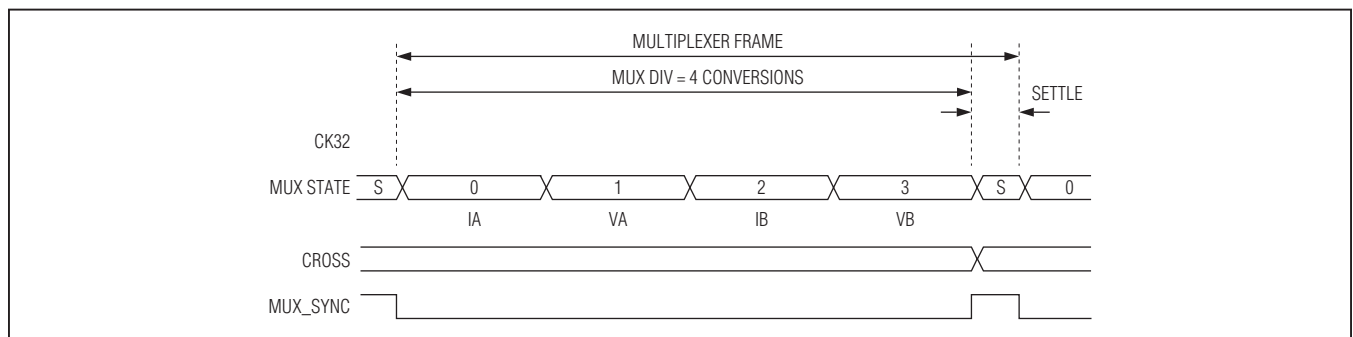 MULTIPLEXER FRAME
MUX DIV = 4 CONVERSIONS
SETTLE
CK32
MUX STATE S 0 1 2 3 S 0
IA VA IB VB
CROSS
MUX_SYNC